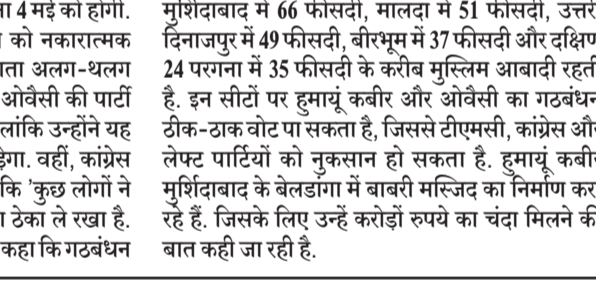 4 मई को होगी.
को नकारात्मक
अलग-थलग
ओवैसी की पार्टी
उन्होंने यह
वहीं, कांग्रेस
कि 'कुछ लोगों ने
ठेका ले रखा है.
कहा कि गठबंधन
मुर्शिदाबाद में 66 फीसदी, मालदा में 51 फीसदी, उत्तर
दिनाजपुर में 49 फीसदी, बीरभूम में 37 फीसदी और दक्षिण
24 परगना में 35 फीसदी के करीब मुस्लिम आबादी रहती
है. इन सीटों पर हुमायूं कबीर और ओवैसी का गठबंधन
ठीक-ठाक वोट पा सकता है, जिससे टीएमसी, कांग्रेस और
लेफ्ट पार्टियों को नुकसान हो सकता है. हुमायूं कबीर
मुर्शिदाबाद के बेलडांगा में बाबरी मस्जिद का निर्माण कर
रहे हैं. जिसके लिए उन्हें करोड़ों रुपये का चंदा मिलने की
बात कही जा रही है.